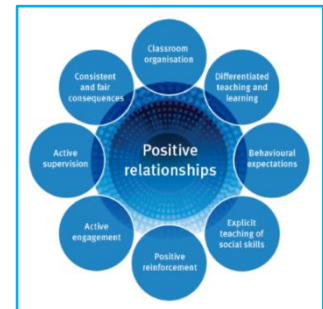 Classroom
organisation
Differentiated
teaching and
learning
Behavioural
expectations
Explicit
teaching of
social skills
Positive
reinforcement
Active
engagement
Active
supervision
Consistent
and fair
consequences
Positive
relationships